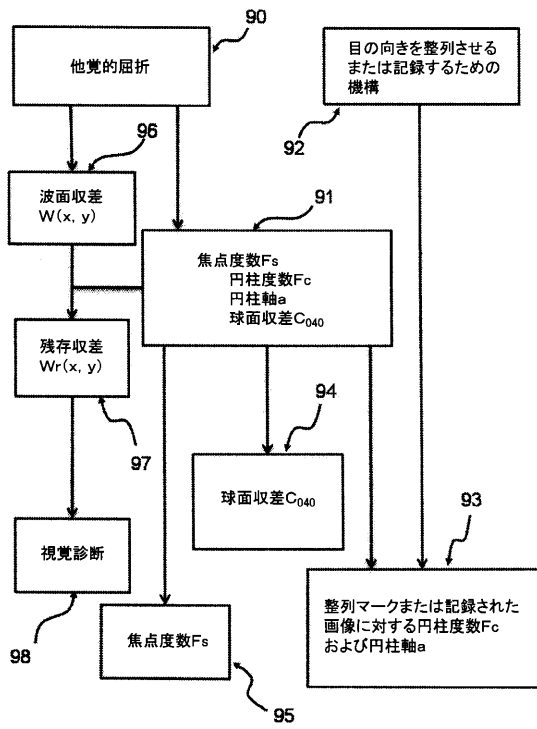 90
他覚的屈折
目の向きを整列させる
または記録するための
機構
92
96
波面収差
W(x, y)
91
焦点度数Fs
円柱度数Fc
円柱軸a
球面収差C040
残存収差
Wr(x, y)
97
94
球面収差C040
93
視覚診断
98
整列マークまたは記録された
画像に対する円柱度数Fc
および円柱軸a
焦点度数Fs
95